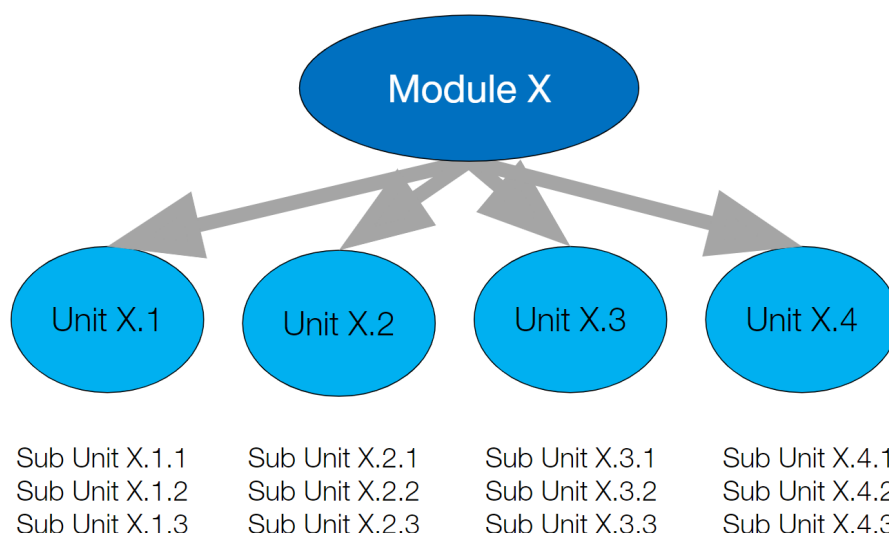 Module X
Unit X.1
Unit X.2
Unit X.3
Unit X.4
Sub Unit X.1.1
Sub Unit X.1.2
Sub Unit X.1.3
Sub Unit X.2.1
Sub Unit X.2.2
Sub Unit X.2.3
Sub Unit X.3.1
Sub Unit X.3.2
Sub Unit X.3.3
Sub Unit X.4.1
Sub Unit X.4.2
Sub Unit X.4.3